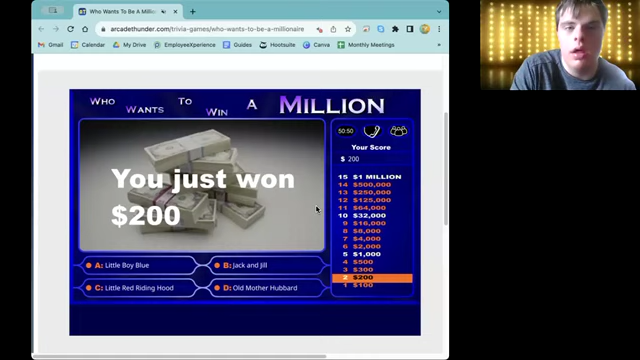 Who Wants To Be A Million
arcadethunder.com/trivia-games/who-wants-to-be-a-millionaire
Gmail
Calendar
My Drive
EmployeeXperience
Guides
Hootsuite
Canva
Monthly Meetings
WHO WANTS TO WIN A MILLION
You just won
$200
50:50
Your Score
$ 200
15 $1 MILLION
14 $500,000
13 $250,000
12 $125,000
11 $64,000
10 $32,000
9 $16,000
8 $8,000
7 $4,000
6 $2,000
5 $1,000
4 $500
3 $300
2 $200
1 $100
A: Little Boy Blue
B: Jack and Jill
C: Little Red Riding Hood
D: Old Mother Hubbard